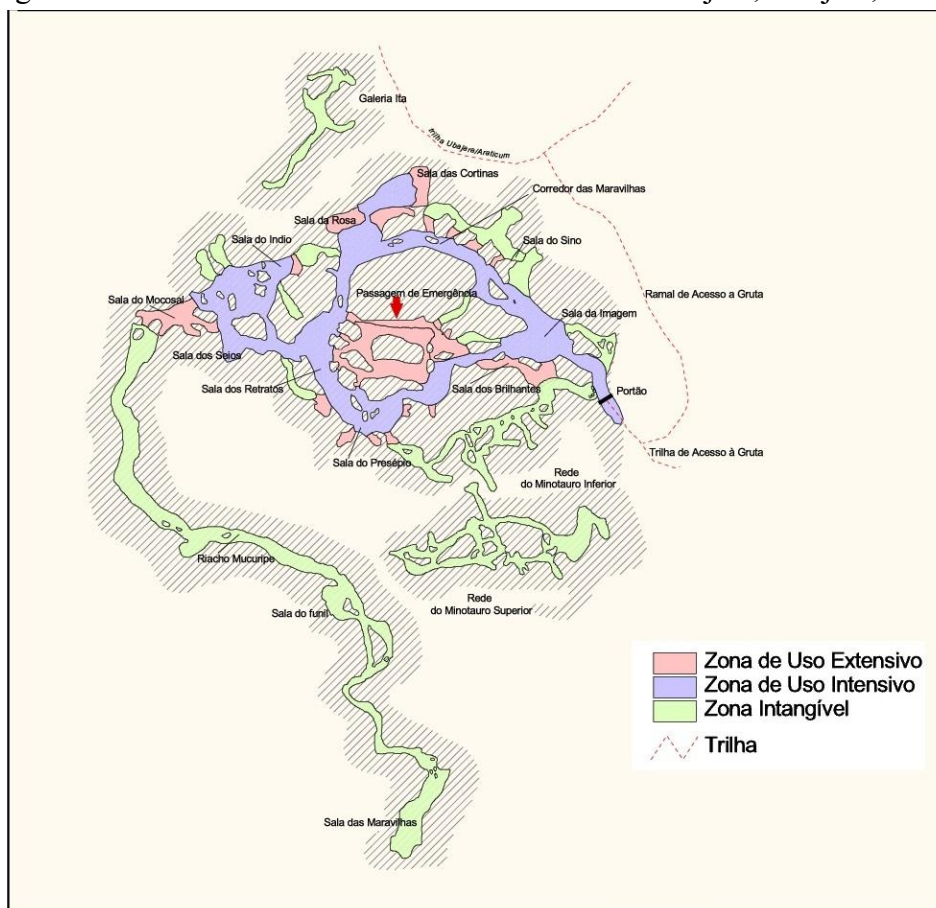 Galeria Ita
trilha Ubajara/Araticum
Sala das Cortinas
Corredor das Maravilhas
Sala da Rosa
Sala do Indio
Sala do Sino
Passagem de Emergência
Ramal de Acesso a Gruta
Sala do Mocosal
Sala da Imagem
Sala dos Seios
Sala dos Retratos
Sala dos Brilhantes
Portão
Trilha de Acesso à Gruta
Sala do Presépio
Rede
do Minotauro Inferior
Riacho Mucuripe
Rede
do Minotauro Superior
Sala do funil
Zona de Uso Extensivo
Zona de Uso Intensivo
Zona Intangível
Trilha
Sala das Maravilhas